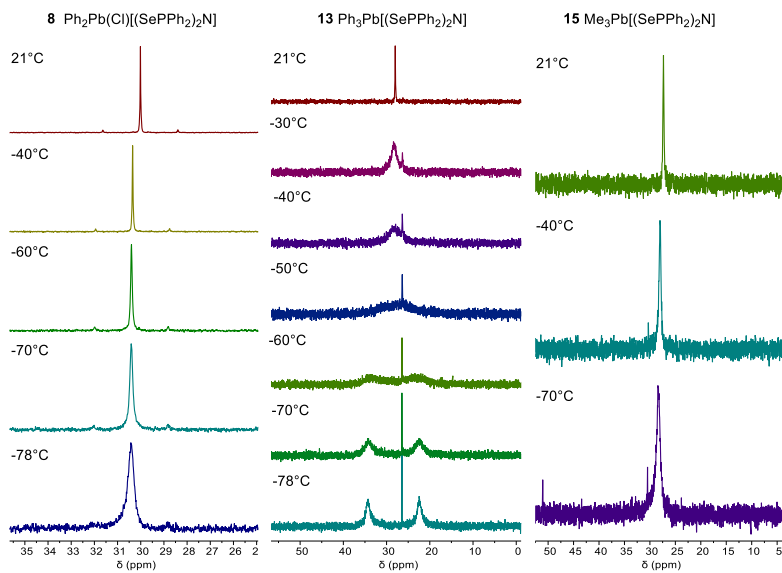 8 Ph₂Pb(Cl)[(SePPh₂)₂N]
21°C
-40°C
-60°C
-70°C
-78°C
35 34 33 32 31 30 29 28 27 26 2
δ (ppm)
13 Ph₃Pb[(SePPh₂)₂N]
21°C
-30°C
-40°C
-50°C
-60°C
-70°C
-78°C
50 40 30 20 10 0
δ (ppm)
15 Me₃Pb[(SePPh₂)₂N]
21°C
-40°C
-70°C
50 45 40 35 30 25 20 15 10 5
δ (ppm)